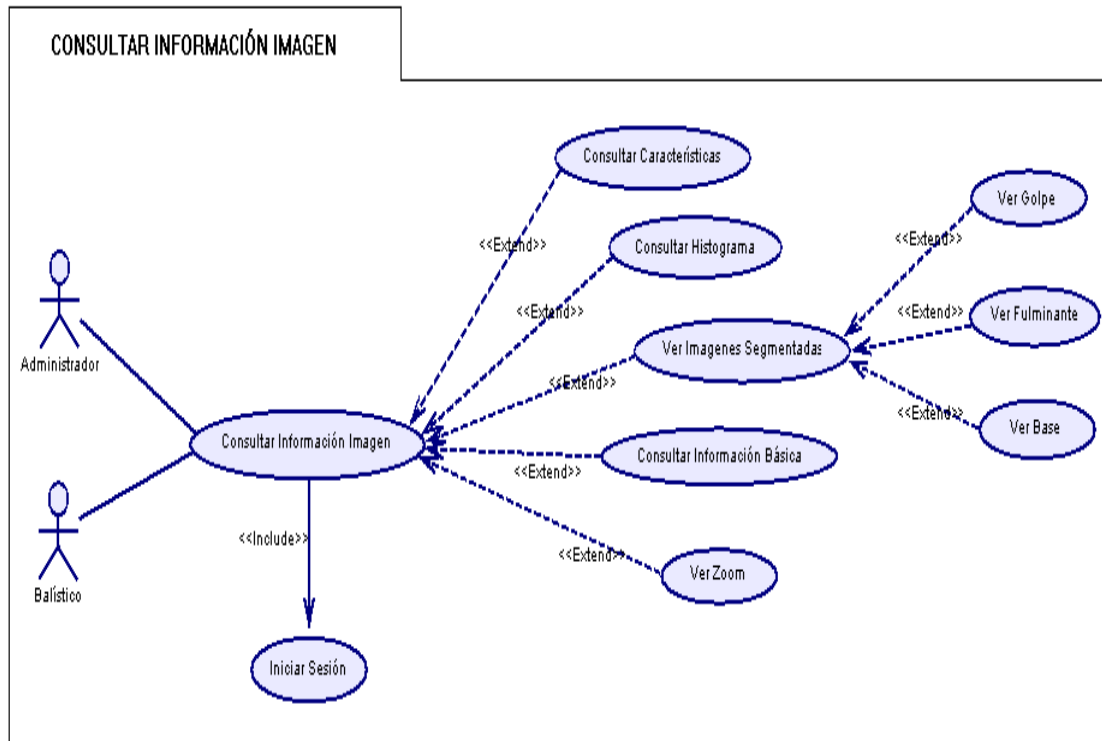 CONSULTAR INFORMACIÓN IMAGEN
Consultar Características
Ver Golpe
<<Extend>>
<<Extend>>
Consultar Histograma
<<Extend>>
<<Extend>>
Ver Fulminante
Ver Imagenes Segmentadas
Administrador
<<Extend>>
<<Extend>>
Ver Base
Consultar Información Imagen
Consultar Información Básica
<<Extend>>
<<Include>>
<<Extend>>
Ver Zoom
Balístico
Iniciar Sesión